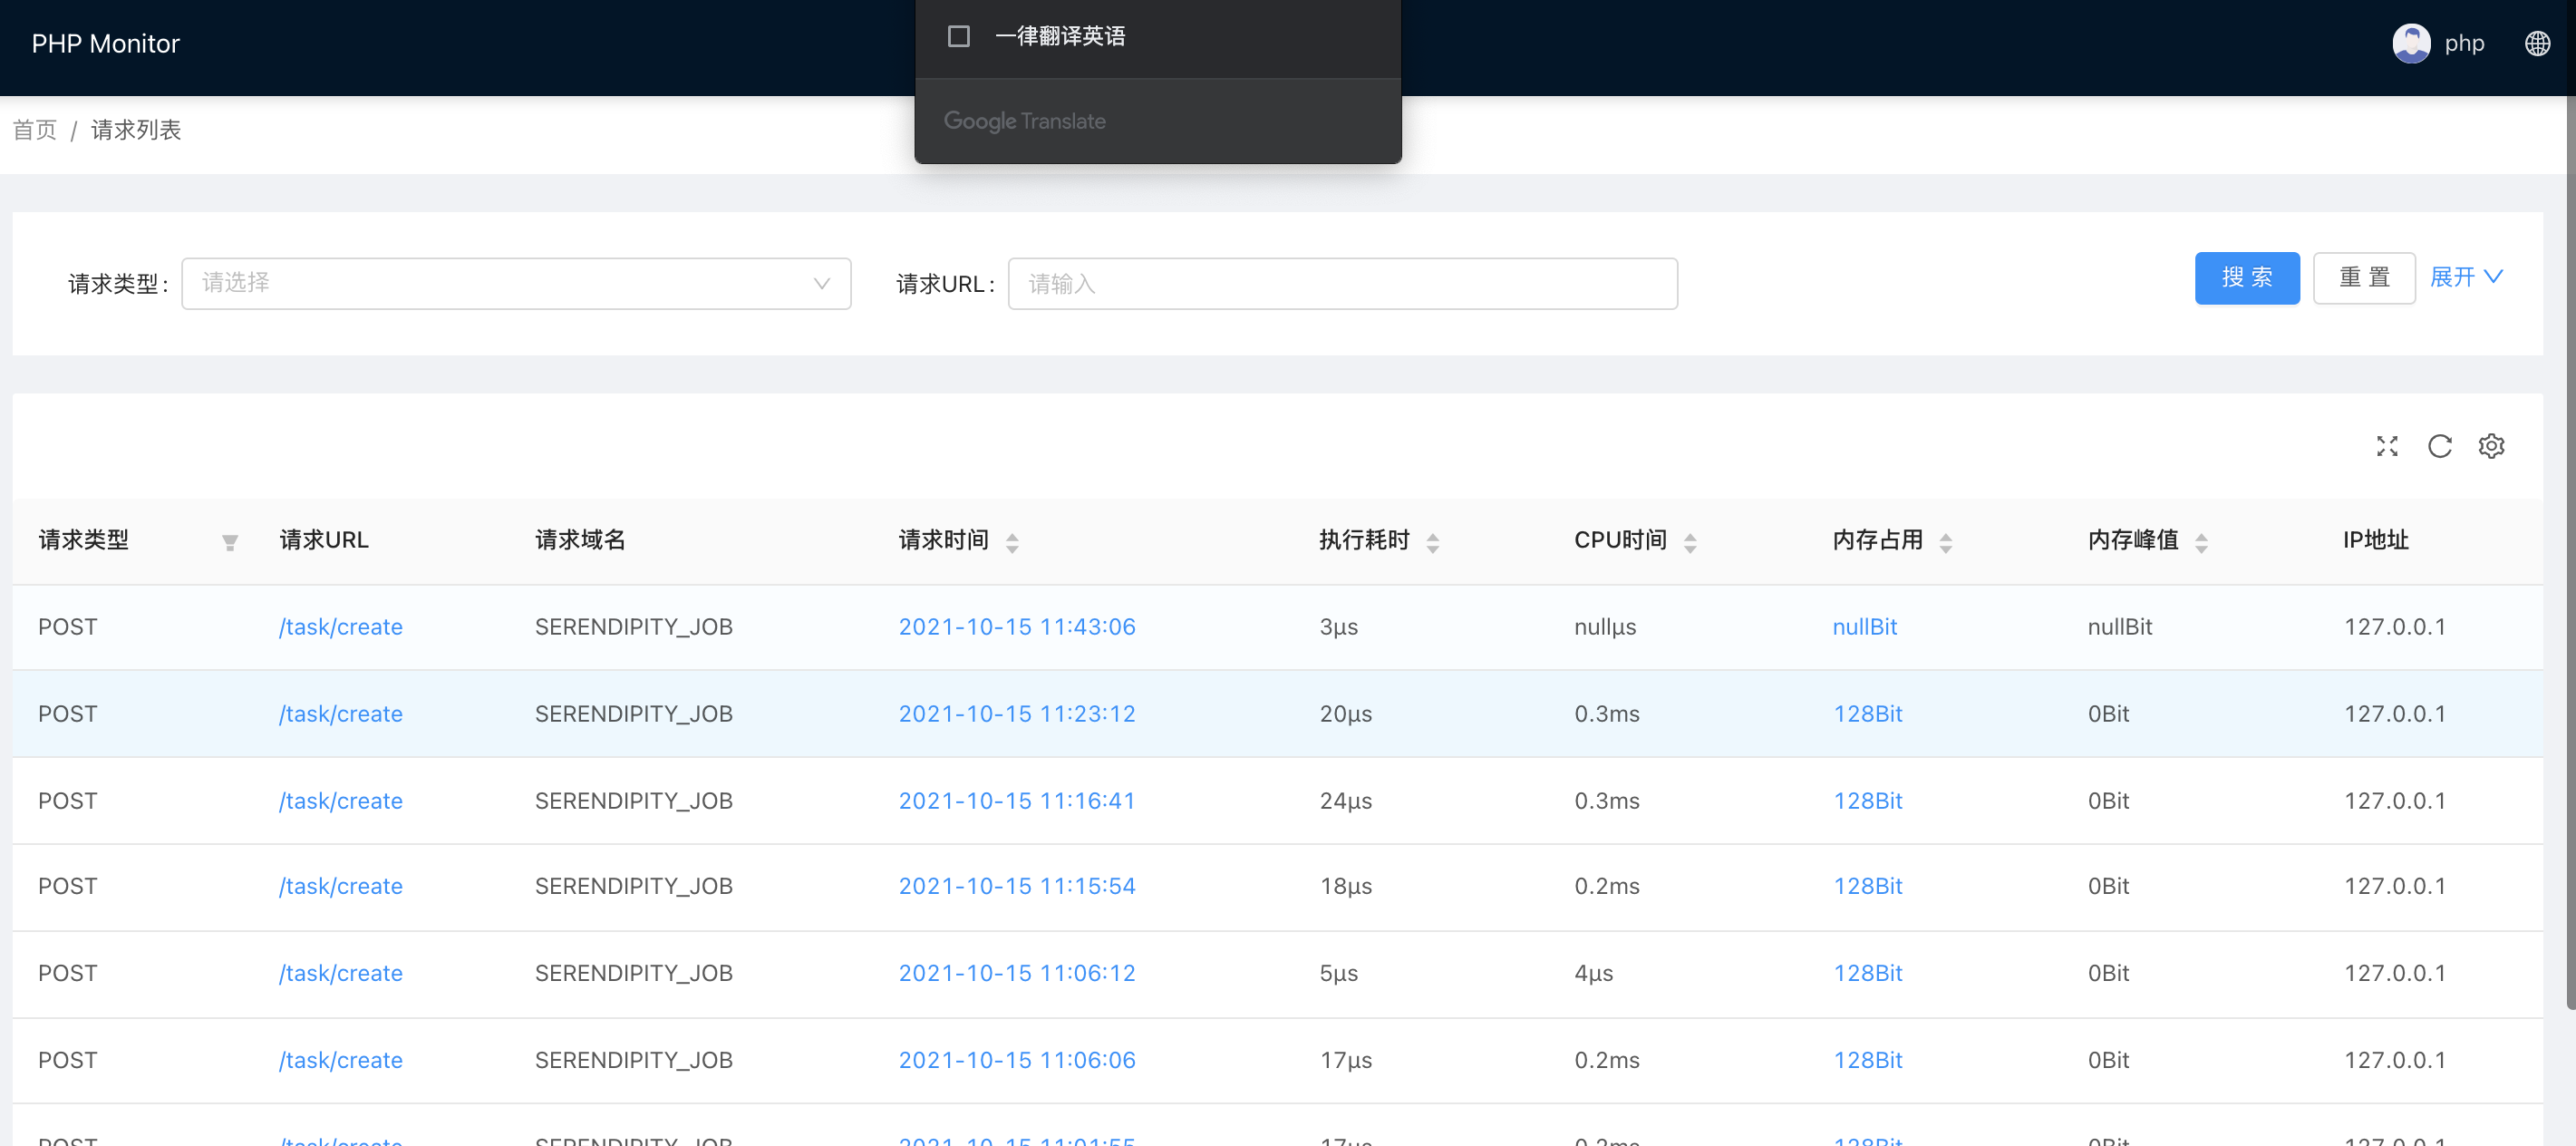 一律翻译英语
PHP Monitor
php
Google Translate
首页 / 请求列表
请求类型: 请选择 请求URL: 请输入 搜 索 重 置 展开
请求类型 请求URL 请求域名 请求时间 执行耗时 CPU时间 内存占用 内存峰值 IP地址
POST /task/create SERENDIPITY_JOB 2021-10-15 11:43:06 3µs nullµs nullBit nullBit 127.0.0.1
POST /task/create SERENDIPITY_JOB 2021-10-15 11:23:12 20µs 0.3ms 128Bit 0Bit 127.0.0.1
POST /task/create SERENDIPITY_JOB 2021-10-15 11:16:41 24µs 0.3ms 128Bit 0Bit 127.0.0.1
POST /task/create SERENDIPITY_JOB 2021-10-15 11:15:54 18µs 0.2ms 128Bit 0Bit 127.0.0.1
POST /task/create SERENDIPITY_JOB 2021-10-15 11:06:12 5µs 4µs 128Bit 0Bit 127.0.0.1
POST /task/create SERENDIPITY_JOB 2021-10-15 11:06:06 17µs 0.2ms 128Bit 0Bit 127.0.0.1